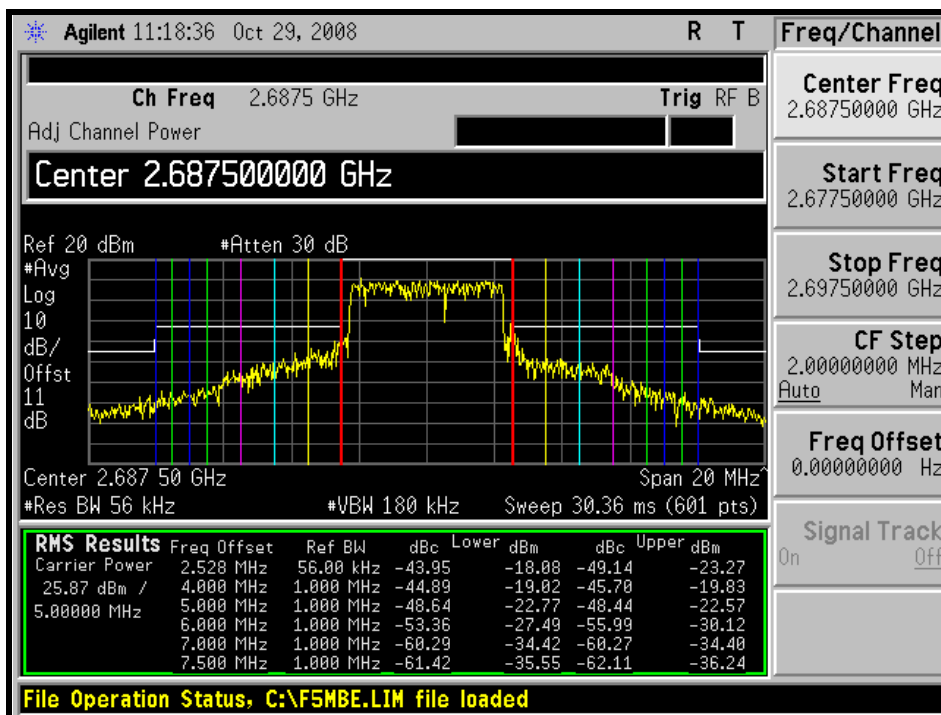 Agilent 11:18:36 Oct 29, 2008 R T
Freq/Channel
Ch Freq 2.6875 GHz Trig RF B
Adj Channel Power
Center 2.687500000 GHz
Center Freq
2.68750000 GHz
Start Freq
2.67750000 GHz
Stop Freq
2.69750000 GHz
CF Step
2.00000000 MHz
Auto Man
Freq Offset
0.00000000 Hz
Signal Track
On Off
Ref 20 dBm #Atten 30 dB
#Avg
Log
10
dB/
Offst
11
dB
Center 2.687 50 GHz Span 20 MHz^
#Res BW 56 kHz #VBW 180 kHz Sweep 30.36 ms (601 pts)
RMS Results Freq Offset Ref BW dBc Lower dBm dBc Upper dBm
Carrier Power 2.528 MHz 56.00 kHz -43.95 -18.08 -49.14 -23.27
25.87 dBm / 4.000 MHz 1.000 MHz -44.89 -19.02 -45.70 -19.83
5.00000 MHz 5.000 MHz 1.000 MHz -48.64 -22.77 -48.44 -22.57
6.000 MHz 1.000 MHz -53.36 -27.49 -55.99 -30.12
7.000 MHz 1.000 MHz -60.29 -34.42 -60.27 -34.40
7.500 MHz 1.000 MHz -61.42 -35.55 -62.11 -36.24
File Operation Status, C:\F5MBE.LIM file loaded